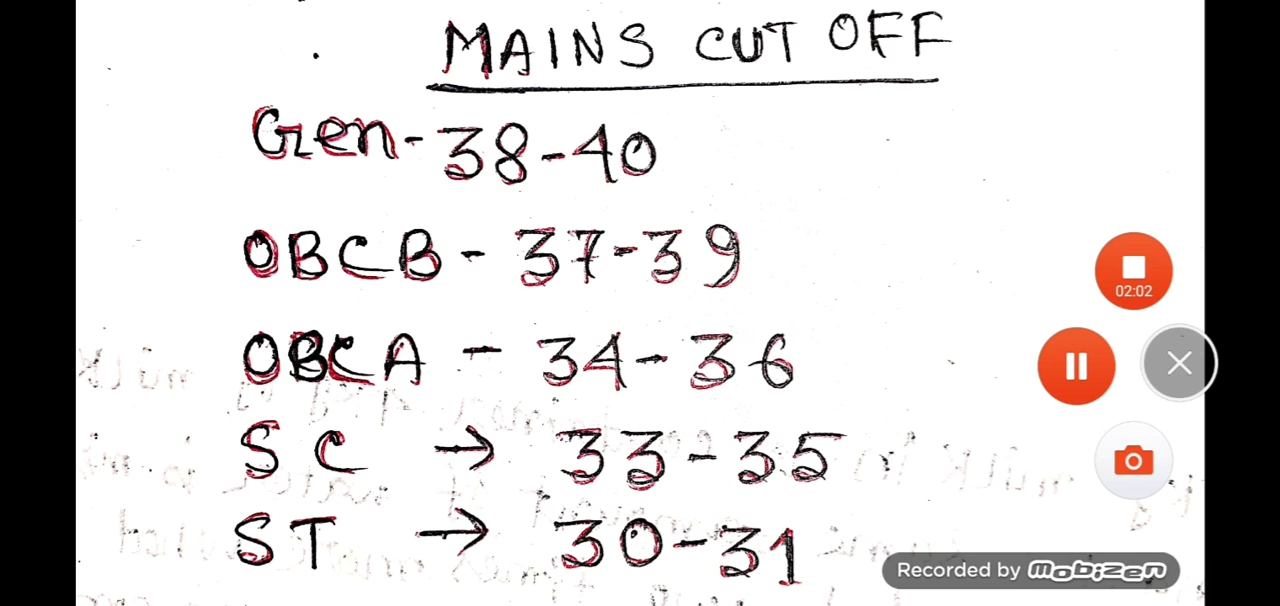 MAINS CUT OFF
Gen - 38-40
OBCB - 37-39
OBCA - 34-36
SC → 33-35
ST → 30-31
02:02
Recorded by mobizen